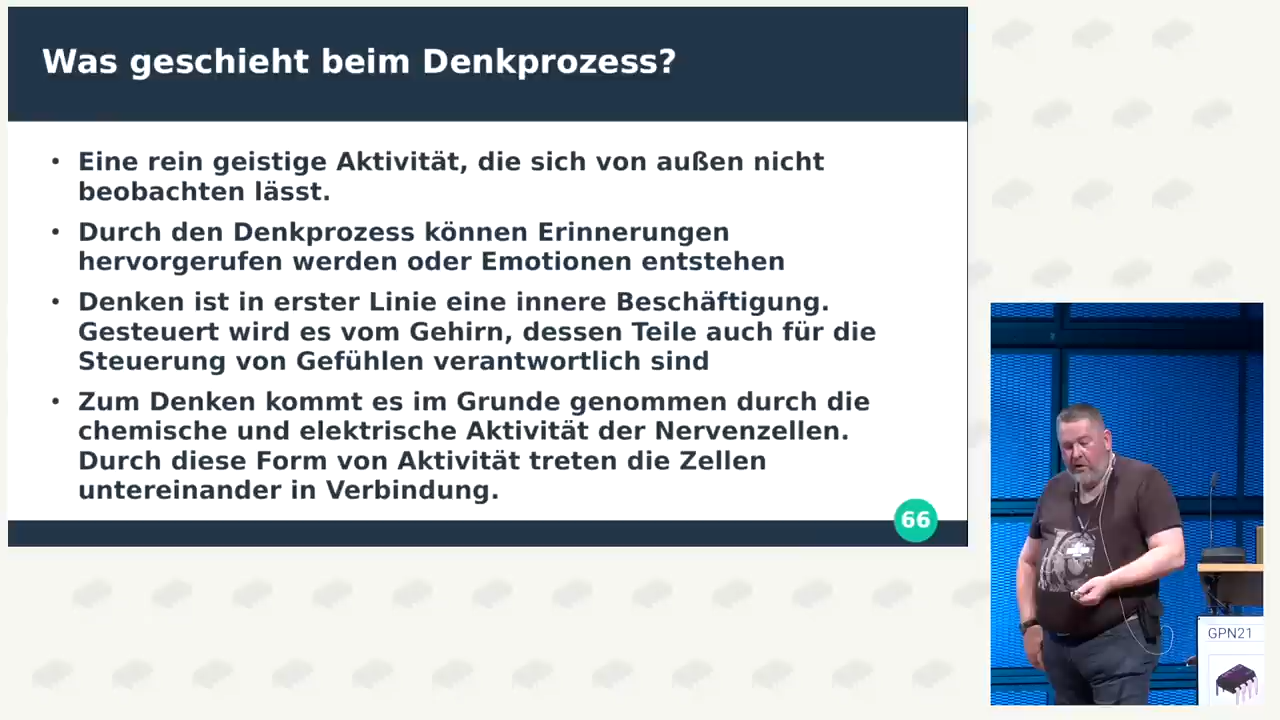 Was geschieht beim Denkprozess?
• Eine rein geistige Aktivität, die sich von außen nicht
beobachten lässt.
• Durch den Denkprozess können Erinnerungen
hervorgerufen werden oder Emotionen entstehen
• Denken ist in erster Linie eine innere Beschäftigung.
Gesteuert wird es vom Gehirn, dessen Teile auch für die
Steuerung von Gefühlen verantwortlich sind
• Zum Denken kommt es im Grunde genommen durch die
chemische und elektrische Aktivität der Nervenzellen.
Durch diese Form von Aktivität treten die Zellen
untereinander in Verbindung.
66
GPN21